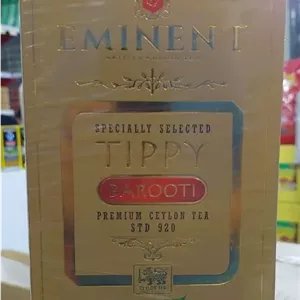 EMINENT
SPECIALLY SELECTED
TIPPY
BAROOTI
PREMIUM CEYLON TEA
STD 920